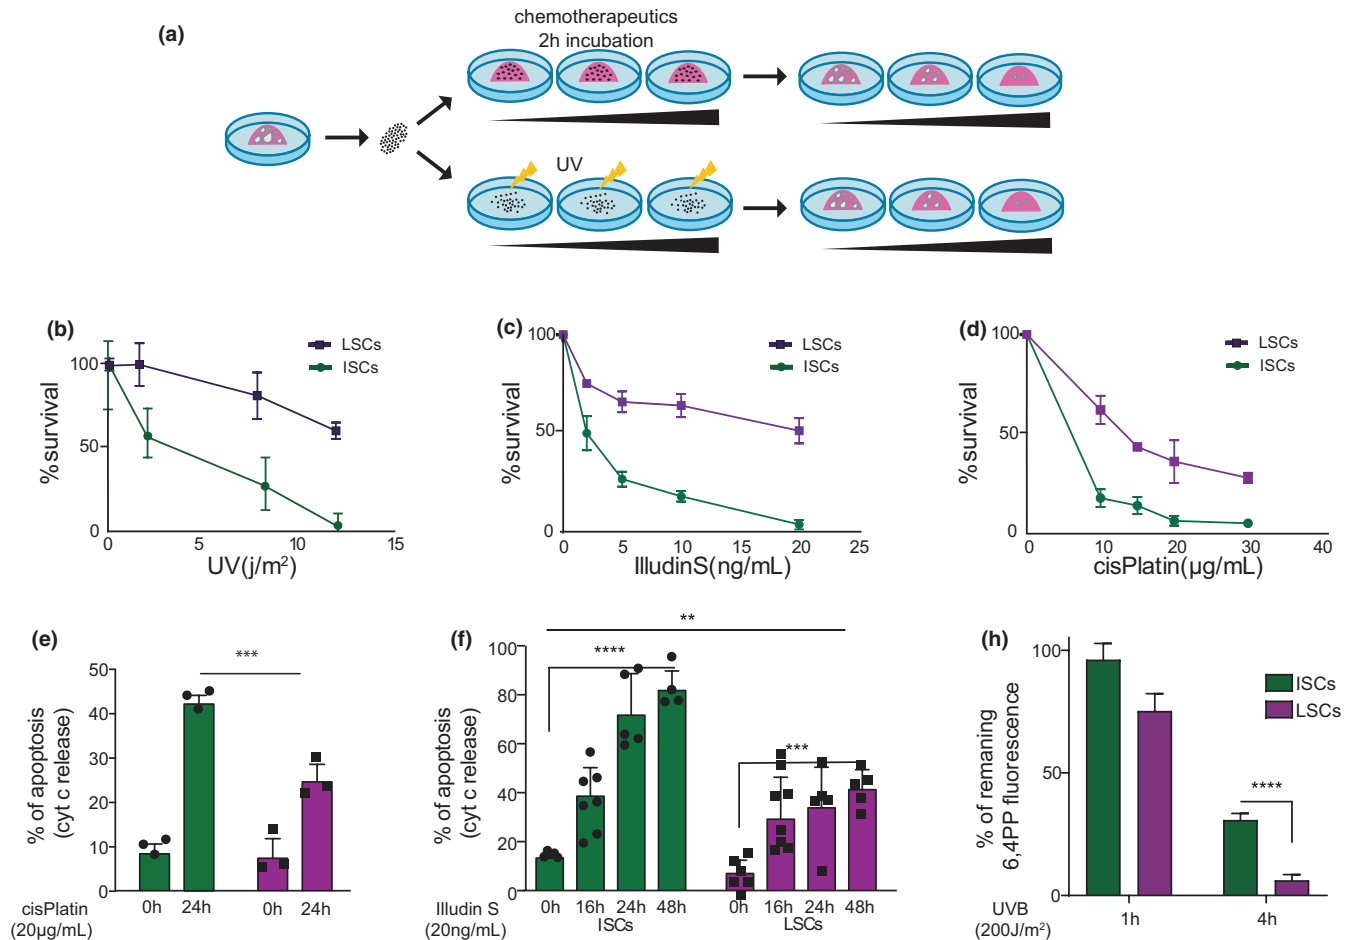 (a)
chemotherapeutics
2h incubation
UV
(b)
LSCs
ISCs
100
50
0
% survival
0 5 10 15
UV(j/m²)
(c)
LSCs
ISCs
100
50
0
% survival
0 5 10 15 20 25
IlludinS(ng/mL)
(d)
LSCs
ISCs
100
50
0
% survival
0 10 20 30 40
cisPlatin(µg/mL)
(e)
***
50
40
30
20
10
0
% of apoptosis
(cyt c release)
0h 24h 0h 24h
cisPlatin
(20µg/mL)
(f)
**
****
***
100
80
60
40
20
0
% of apoptosis
(cyt c release)
Illudin S
(20ng/mL)
0h 16h 24h 48h 0h 16h 24h 48h
ISCs LSCs
(h)
ISCs
LSCs
****
100
50
0
% of remaining
6,4PP fluorescence
UVB
(200J/m²)
1h 4h